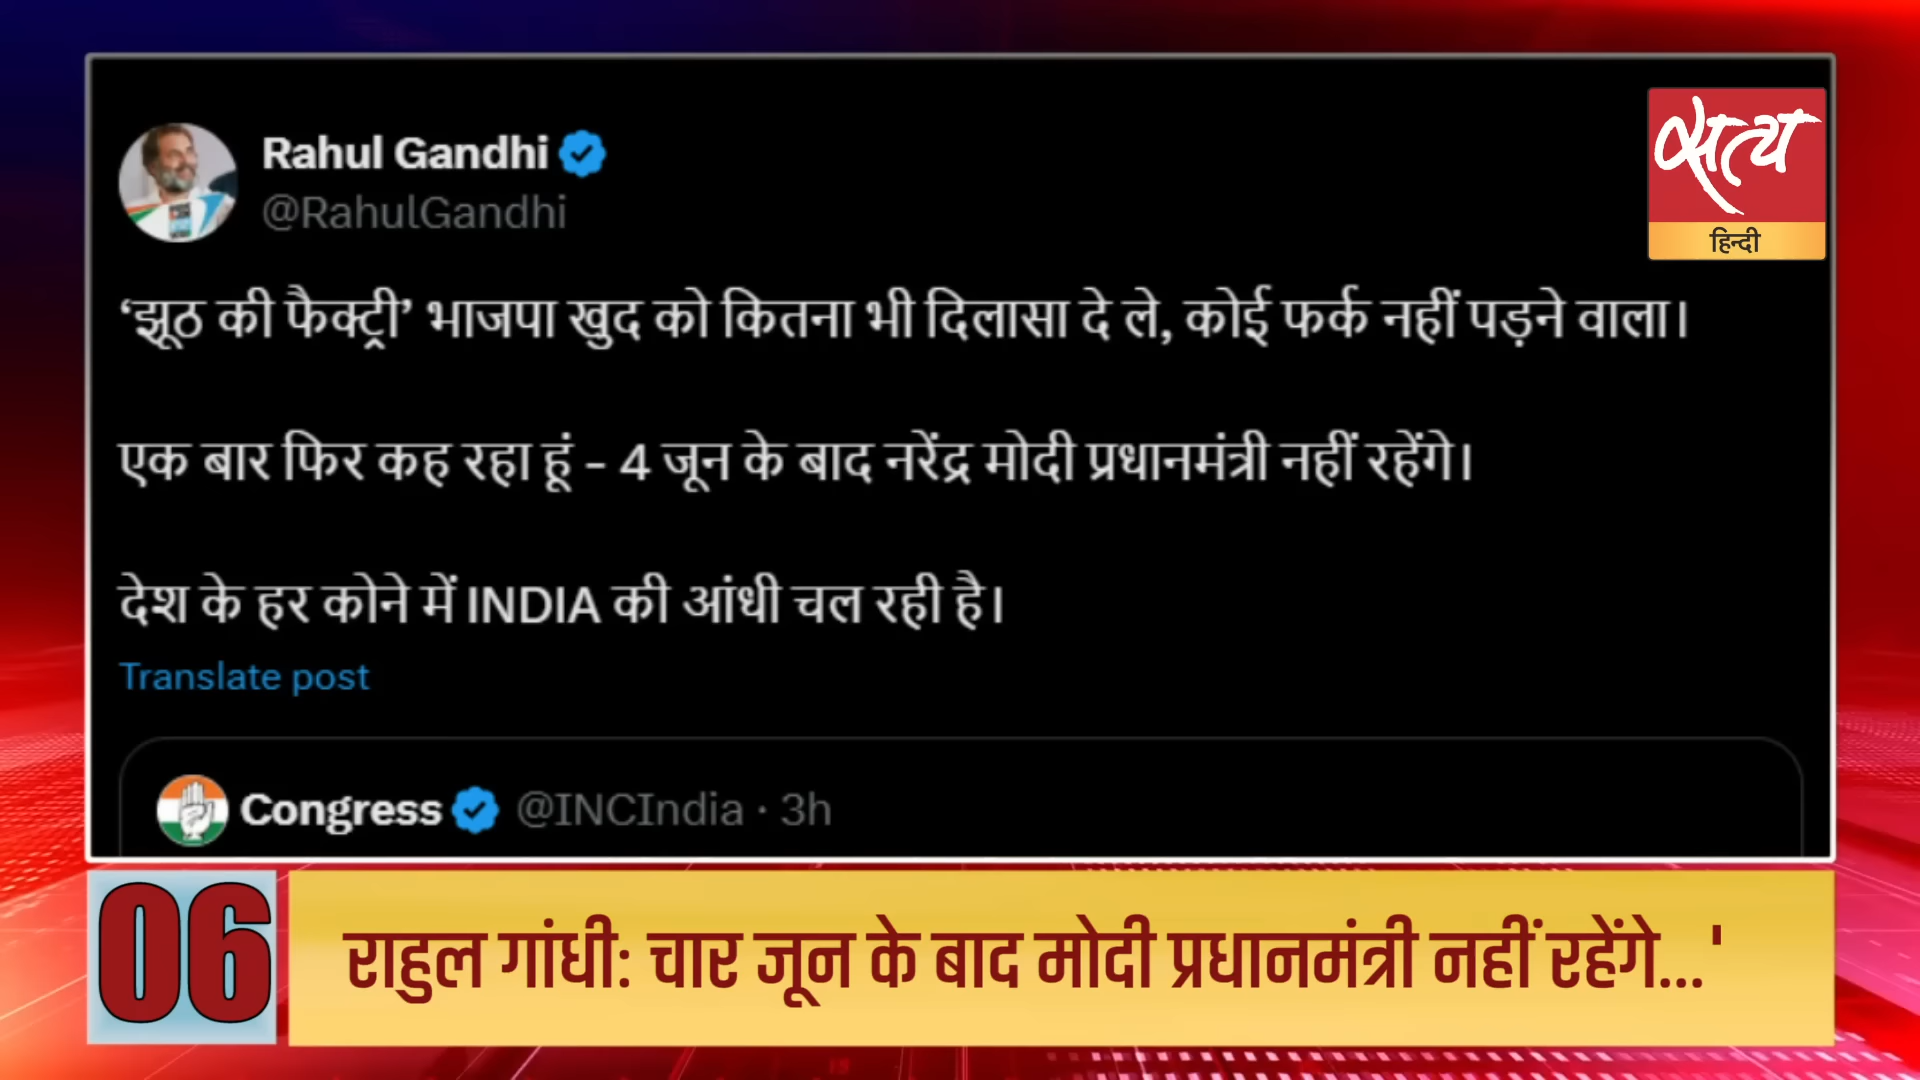 Rahul Gandhi
@RahulGandhi
सत्य
हिन्दी
‘झूठ की फैक्ट्री’ भाजपा खुद को कितना भी दिलासा दे ले, कोई फर्क नहीं पड़ने वाला।
एक बार फिर कह रहा हूं - 4 जून के बाद नरेंद्र मोदी प्रधानमंत्री नहीं रहेंगे।
देश के हर कोने में INDIA की आंधी चल रही है।
Translate post
Congress @INCIndia · 3h
06
राहुल गांधी: चार जून के बाद मोदी प्रधानमंत्री नहीं रहेंगे...'